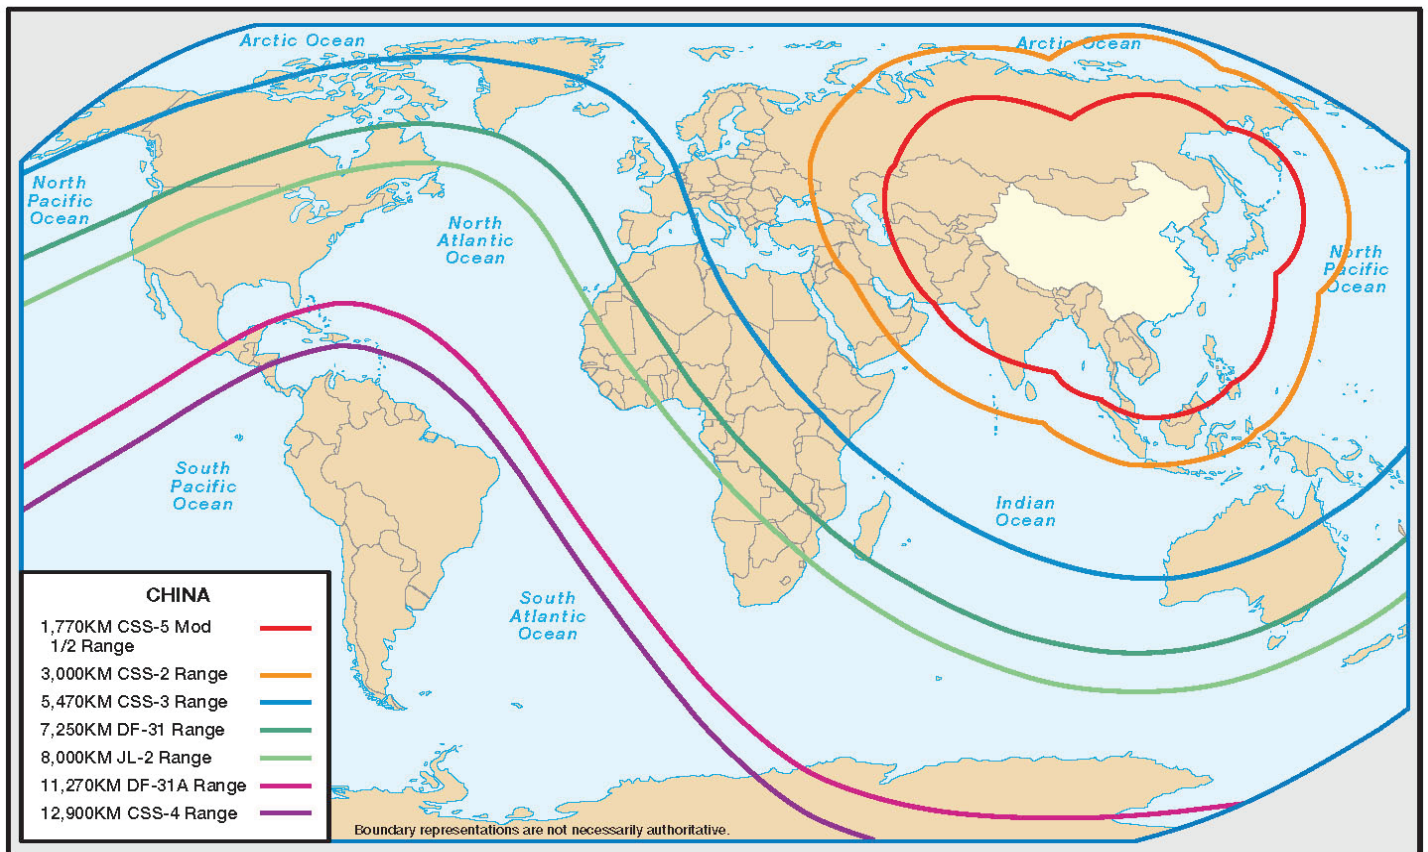 Arctic Ocean
Arctic Ocean
North
Pacific
Ocean
North
Atlantic
Ocean
North
Pacific
Ocean
South
Pacific
Ocean
Indian
Ocean
South
Atlantic
Ocean
CHINA
1,770KM CSS-5 Mod
1/2 Range
3,000KM CSS-2 Range
5,470KM CSS-3 Range
7,250KM DF-31 Range
8,000KM JL-2 Range
11,270KM DF-31A Range
12,900KM CSS-4 Range
Boundary representations are not necessarily authoritative.